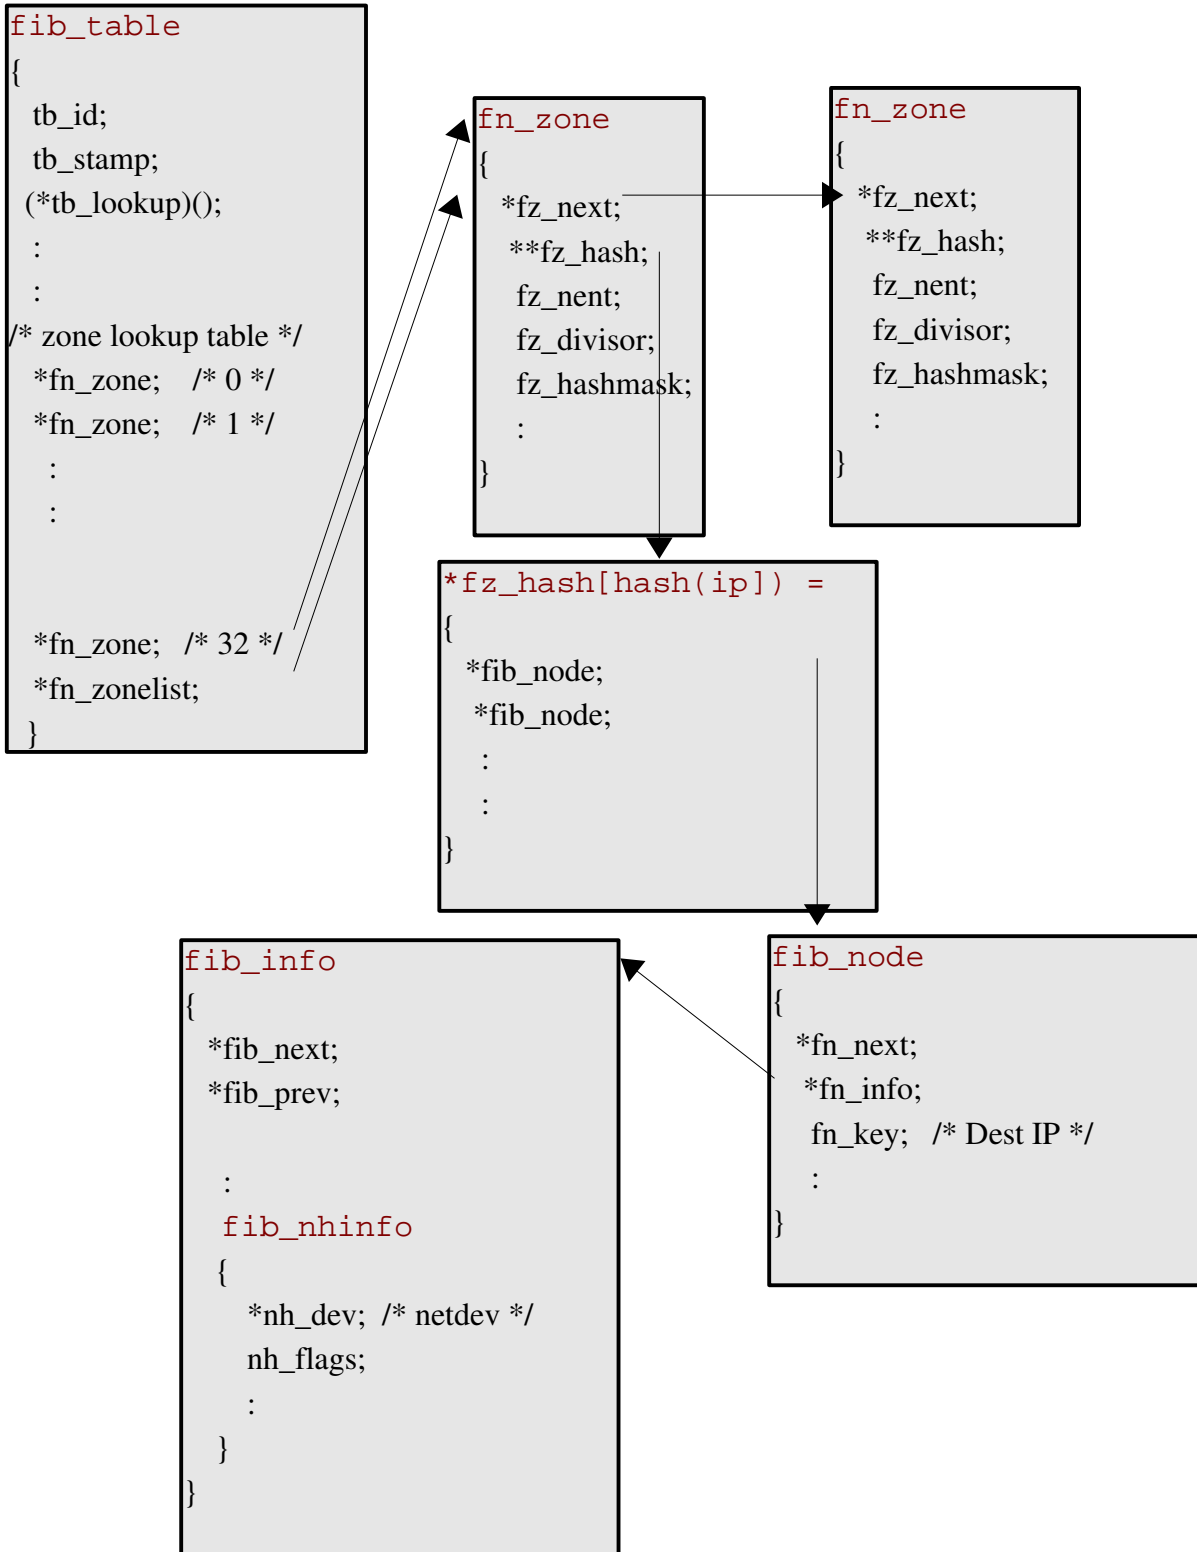 fib_table
{
tb_id;
tb_stamp;
(*tb_lookup)();
:
:
/* zone lookup table */
*fn_zone; /* 0 */
*fn_zone; /* 1 */
:
:
*fn_zone; /* 32 */
*fn_zonelist;
}
fn_zone
{
*fz_next;
**fz_hash;
fz_nent;
fz_divisor;
fz_hashmask;
:
}
fn_zone
{
*fz_next;
**fz_hash;
fz_nent;
fz_divisor;
fz_hashmask;
:
}
*fz_hash[hash(ip]) =
{
*fib_node;
*fib_node;
:
:
}
fib_info
{
*fib_next;
*fib_prev;
:
fib_nhinfo
{
*nh_dev; /* netdev */
nh_flags;
:
}
}
fib_node
{
*fn_next;
*fn_info;
fn_key; /* Dest IP */
:
}